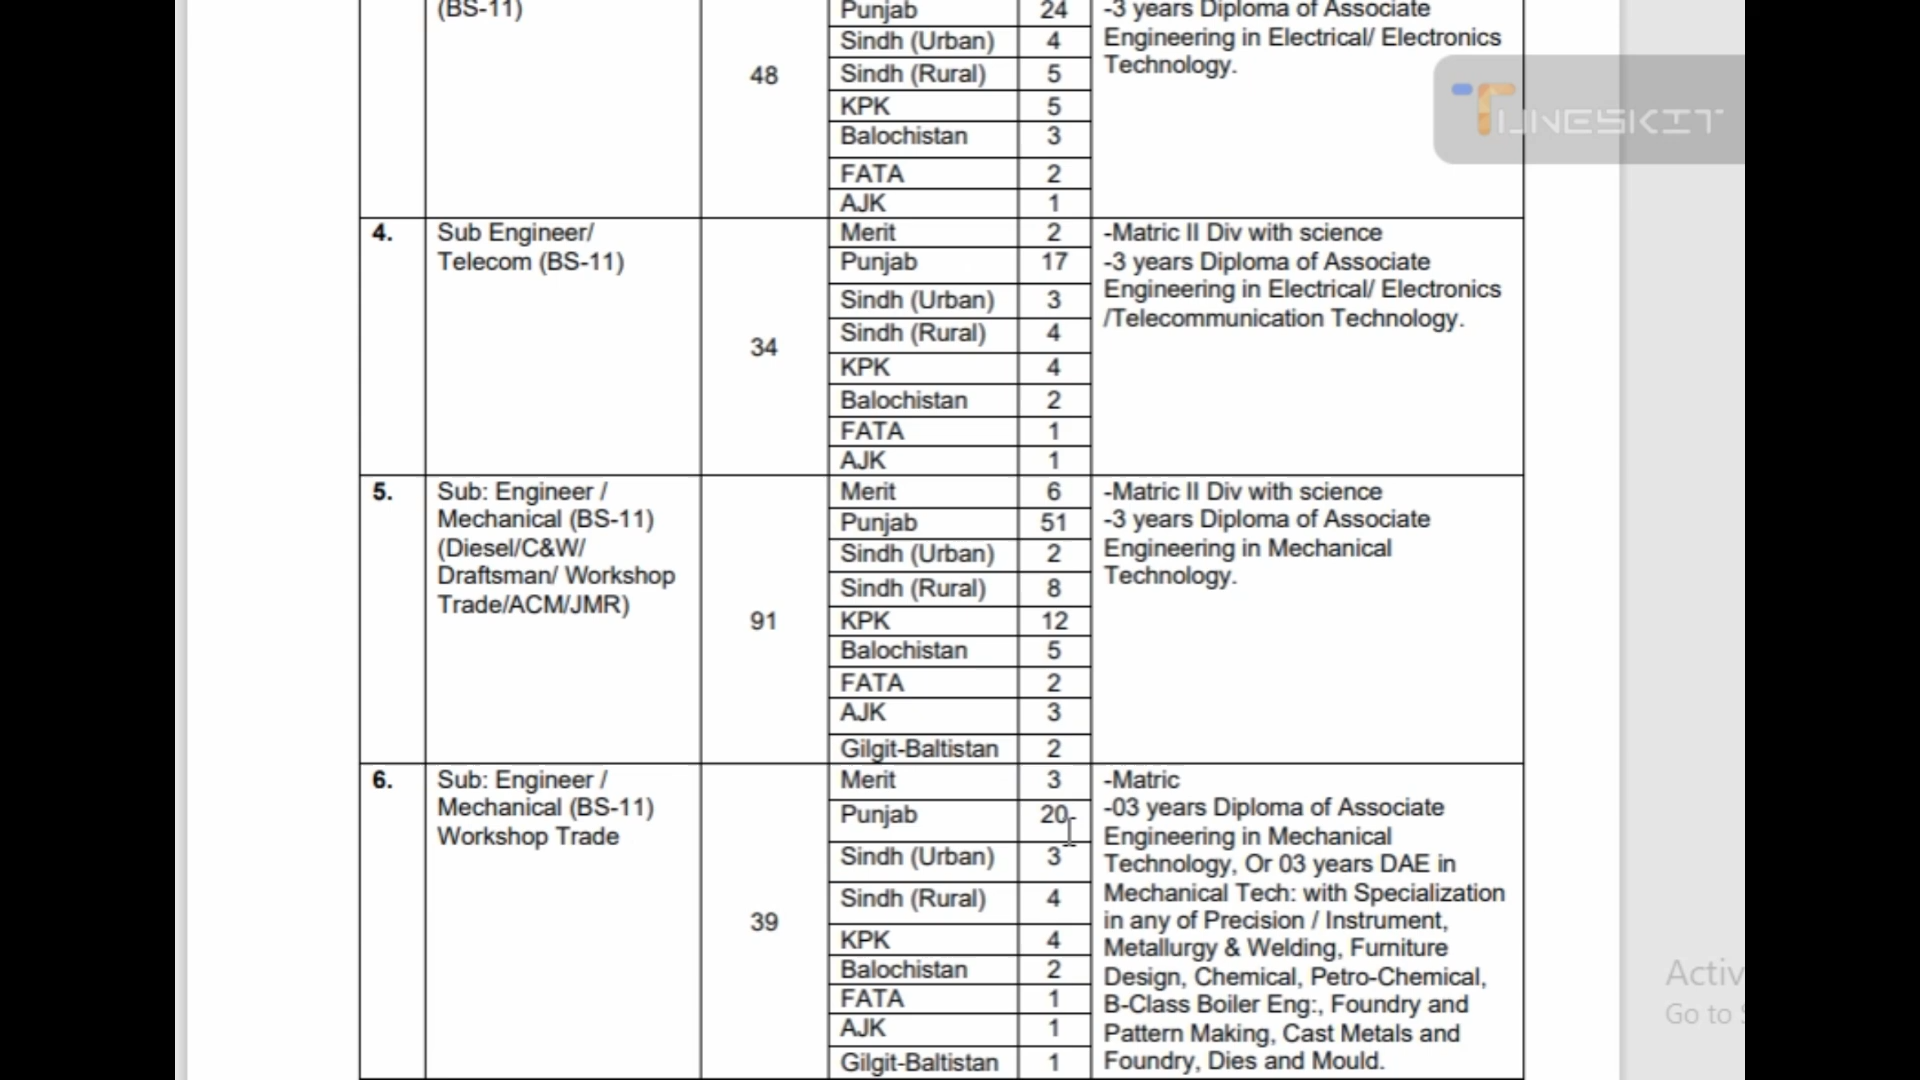 (BS-11)
48
Punjab 24
Sindh (Urban) 4
Sindh (Rural) 5
KPK 5
Balochistan 3
FATA 2
AJK 1
-3 years Diploma of Associate
Engineering in Electrical/ Electronics
Technology.
TUNESKIT
4.
Sub Engineer/
Telecom (BS-11)
34
Merit 2
Punjab 17
Sindh (Urban) 3
Sindh (Rural) 4
KPK 4
Balochistan 2
FATA 1
AJK 1
-Matric II Div with science
-3 years Diploma of Associate
Engineering in Electrical/ Electronics
/Telecommunication Technology.
5.
Sub: Engineer /
Mechanical (BS-11)
(Diesel/C&W/
Draftsman/ Workshop
Trade/ACM/JMR)
91
Merit 6
Punjab 51
Sindh (Urban) 2
Sindh (Rural) 8
KPK 12
Balochistan 5
FATA 2
AJK 3
Gilgit-Baltistan 2
-Matric II Div with science
-3 years Diploma of Associate
Engineering in Mechanical
Technology.
6.
Sub: Engineer /
Mechanical (BS-11)
Workshop Trade
39
Merit 3
Punjab 20
Sindh (Urban) 3
Sindh (Rural) 4
KPK 4
Balochistan 2
FATA 1
AJK 1
Gilgit-Baltistan 1
-Matric
-03 years Diploma of Associate
Engineering in Mechanical
Technology, Or 03 years DAE in
Mechanical Tech: with Specialization
in any of Precision / Instrument,
Metallurgy & Welding, Furniture
Design, Chemical, Petro-Chemical,
B-Class Boiler Eng:, Foundry and
Pattern Making, Cast Metals and
Foundry, Dies and Mould.
Activ
Go to